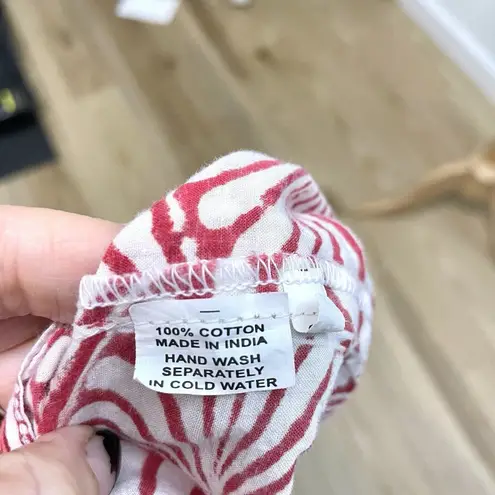 100% COTTON
MADE IN INDIA
HAND WASH
SEPARATELY
IN COLD WATER